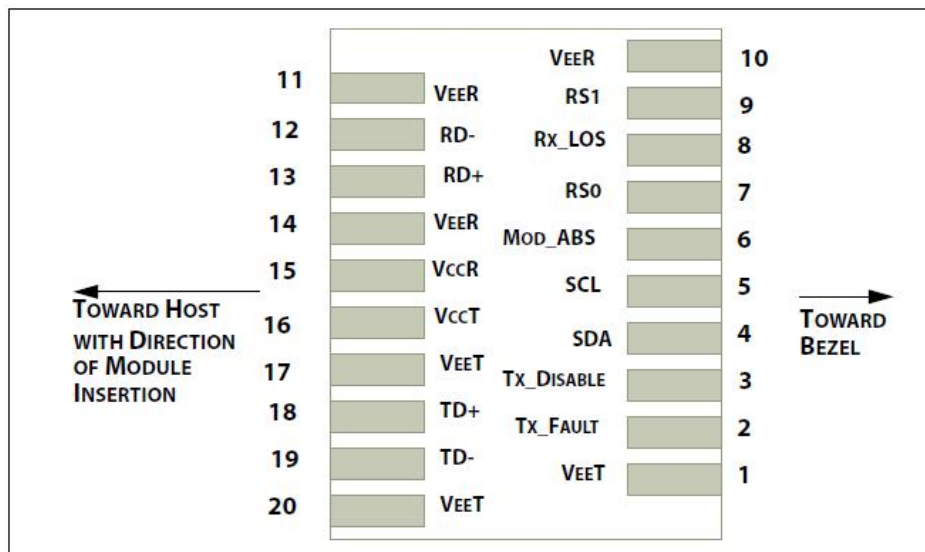 11 VEER
12 RD-
13 RD+
14 VEER
15 VCCR
16 VCCT
17 VEET
18 TD+
19 TD-
20 VEET
VEER 10
RS1 9
RX_LOS 8
RS0 7
MOD_ABS 6
SCL 5
SDA 4
TX_DISABLE 3
TX_FAULT 2
VEET 1
TOWARD HOST
WITH DIRECTION
OF MODULE
INSERTION
TOWARD
BEZEL